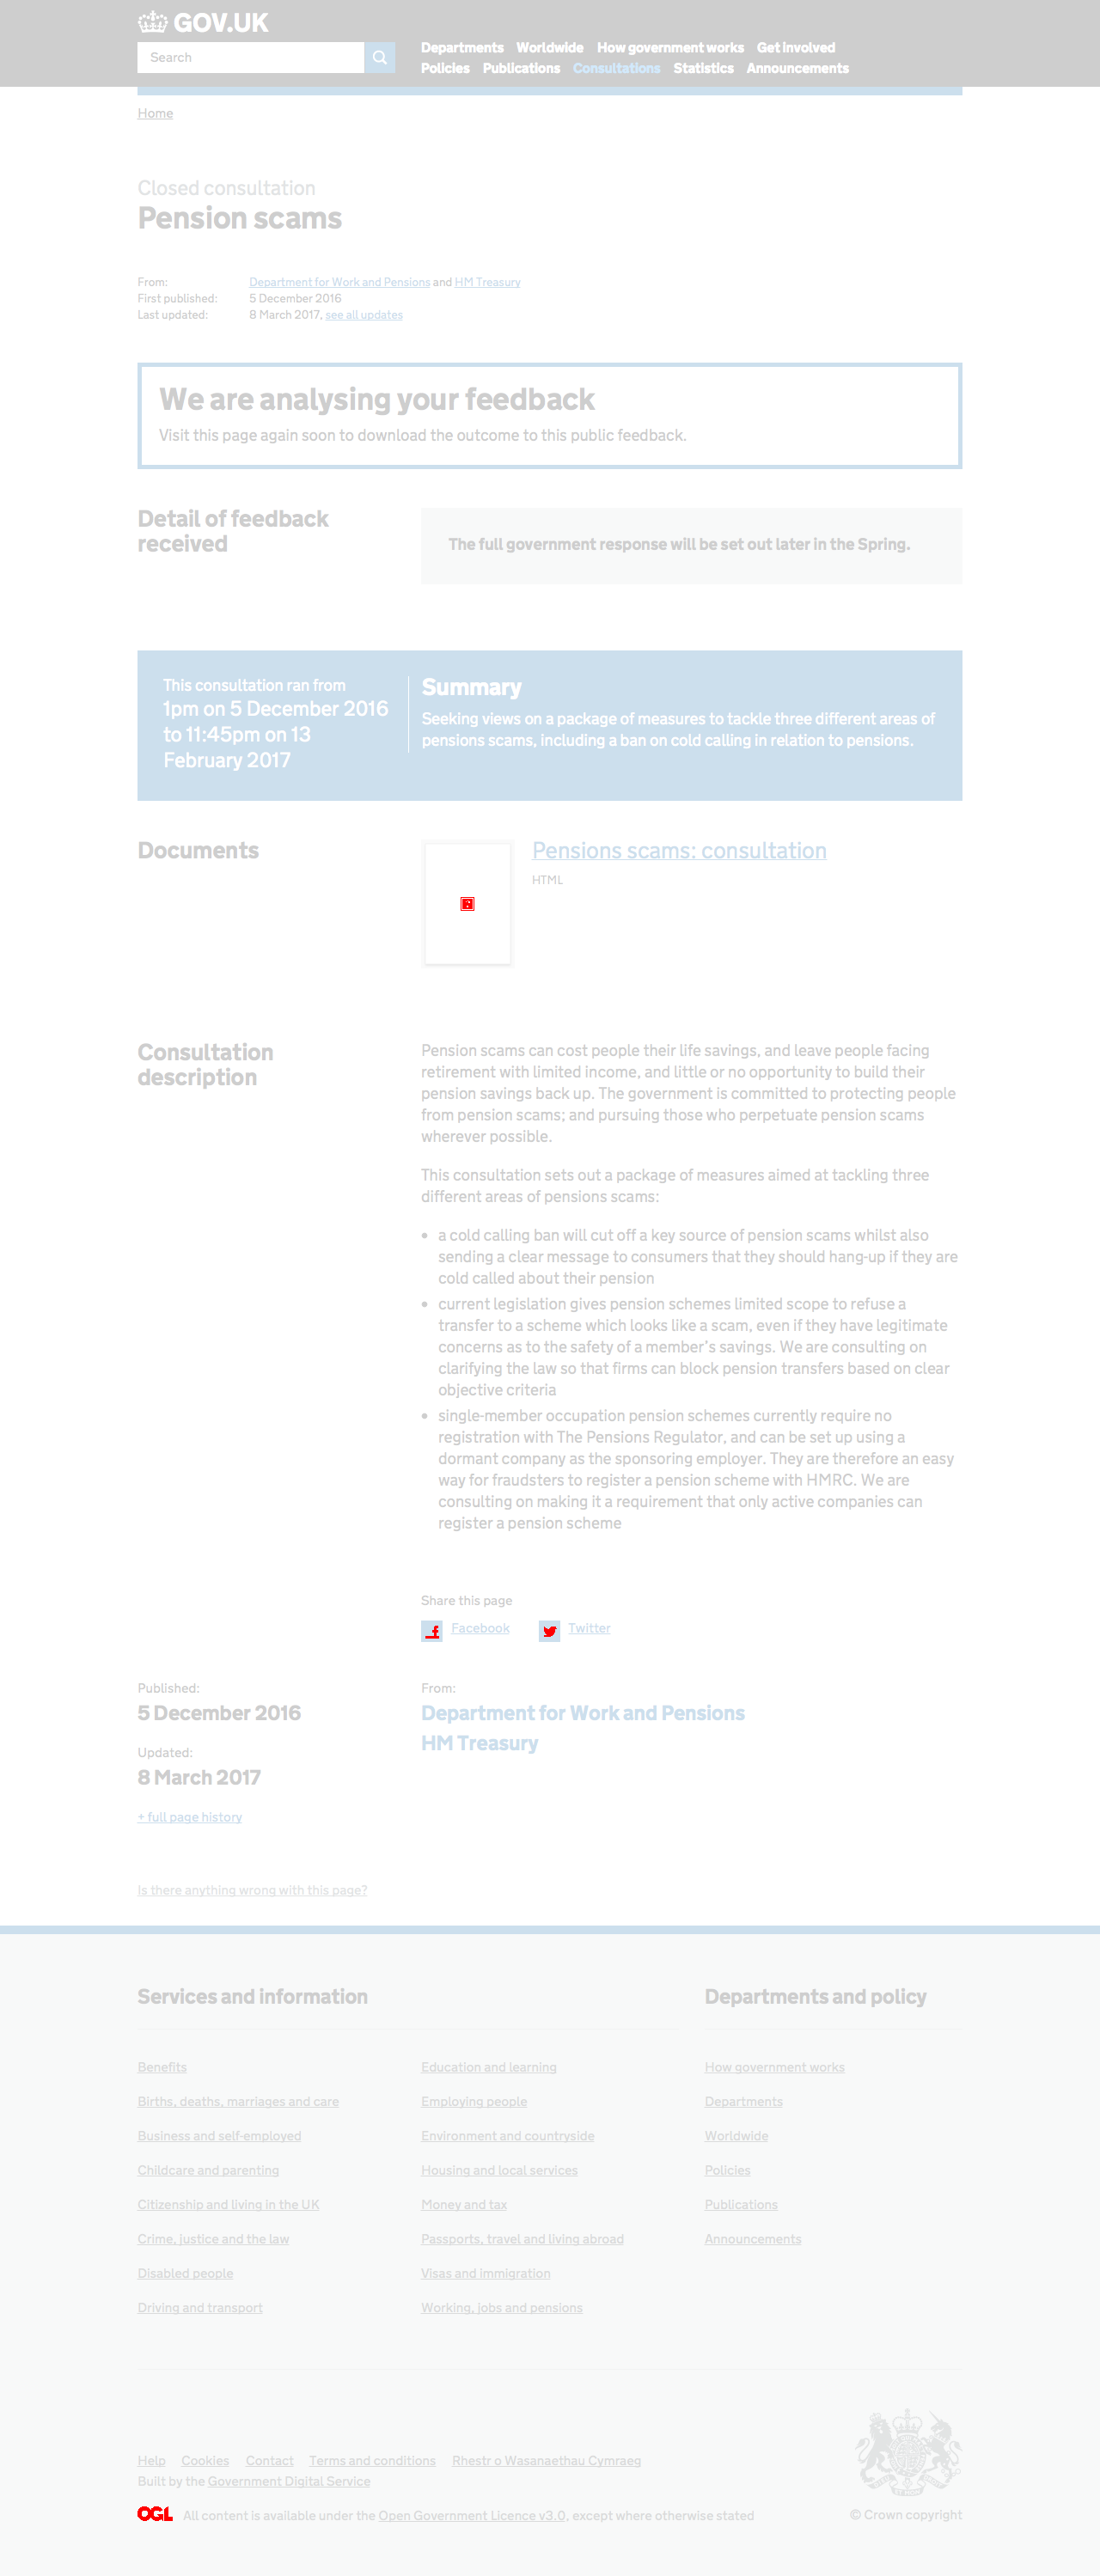 GOV.UK
Search
Departments Worldwide How government works Get involved
Policies Publications Consultations Statistics Announcements
Home
Closed consultation
Pension scams
From: Department for Work and Pensions and HM Treasury
First published: 5 December 2016
Last updated: 8 March 2017, see all updates
We are analysing your feedback
Visit this page again soon to download the outcome to this public feedback.
Detail of feedback
received
The full government response will be set out later in the Spring.
This consultation ran from
1pm on 5 December 2016
to 11:45pm on 13
February 2017
Summary
Seeking views on a package of measures to tackle three different areas of
pensions scams, including a ban on cold calling in relation to pensions.
Documents
Pensions scams: consultation
HTML
Consultation
description
Pension scams can cost people their life savings, and leave people facing
retirement with limited income, and little or no opportunity to build their
pension savings back up. The government is committed to protecting people
from pension scams; and pursuing those who perpetuate pension scams
wherever possible.
This consultation sets out a package of measures aimed at tackling three
different areas of pensions scams:
• a cold calling ban will cut off a key source of pension scams whilst also
sending a clear message to consumers that they should hang-up if they are
cold called about their pension
• current legislation gives pension schemes limited scope to refuse a
transfer to a scheme which looks like a scam, even if they have legitimate
concerns as to the safety of a member's savings. We are consulting on
clarifying the law so that firms can block pension transfers based on clear
objective criteria
• single-member occupation pension schemes currently require no
registration with The Pensions Regulator, and can be set up using a
dormant company as the sponsoring employer. They are therefore an easy
way for fraudsters to register a pension scheme with HMRC. We are
consulting on making it a requirement that only active companies can
register a pension scheme
Share this page
Facebook Twitter
Published:
5 December 2016
Updated:
8 March 2017
+ full page history
From:
Department for Work and Pensions
HM Treasury
Is there anything wrong with this page?
Services and information
Benefits
Births, deaths, marriages and care
Business and self-employed
Childcare and parenting
Citizenship and living in the UK
Crime, justice and the law
Disabled people
Driving and transport
Education and learning
Employing people
Environment and countryside
Housing and local services
Money and tax
Passports, travel and living abroad
Visas and immigration
Working, jobs and pensions
Departments and policy
How government works
Departments
Worldwide
Policies
Publications
Announcements
Help Cookies Contact Terms and conditions Rhestr o Wasanaethau Cymraeg
Built by the Government Digital Service
OGL All content is available under the Open Government Licence v3.0, except where otherwise stated
© Crown copyright